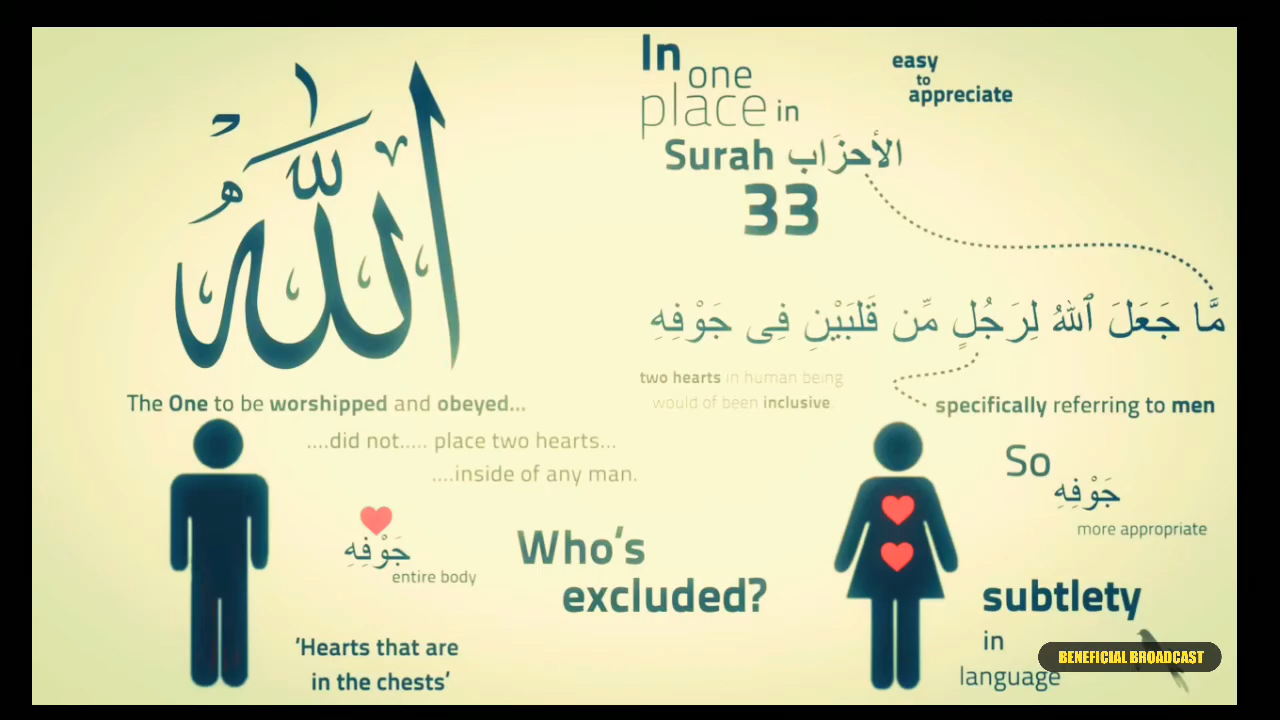 اللّٰهُ
The One to be worshipped and obeyed...
....did not..... place two hearts...
....inside of any man.
جَوْفِهِ
entire body
'Hearts that are
in the chests'
Who's
excluded?
In
one
place in
Surah الأحزَاب
33
easy
to
appreciate
مَّا جَعَلَ ٱللَّهُ لِرَجُلٍ مِّن قَلْبَيْنِ فِى جَوْفِهِ
two hearts in human being
would of been inclusive.
specifically referring to men
So
جَوْفِهِ
more appropriate
subtlety
in
language
BENEFICIAL BROADCAST